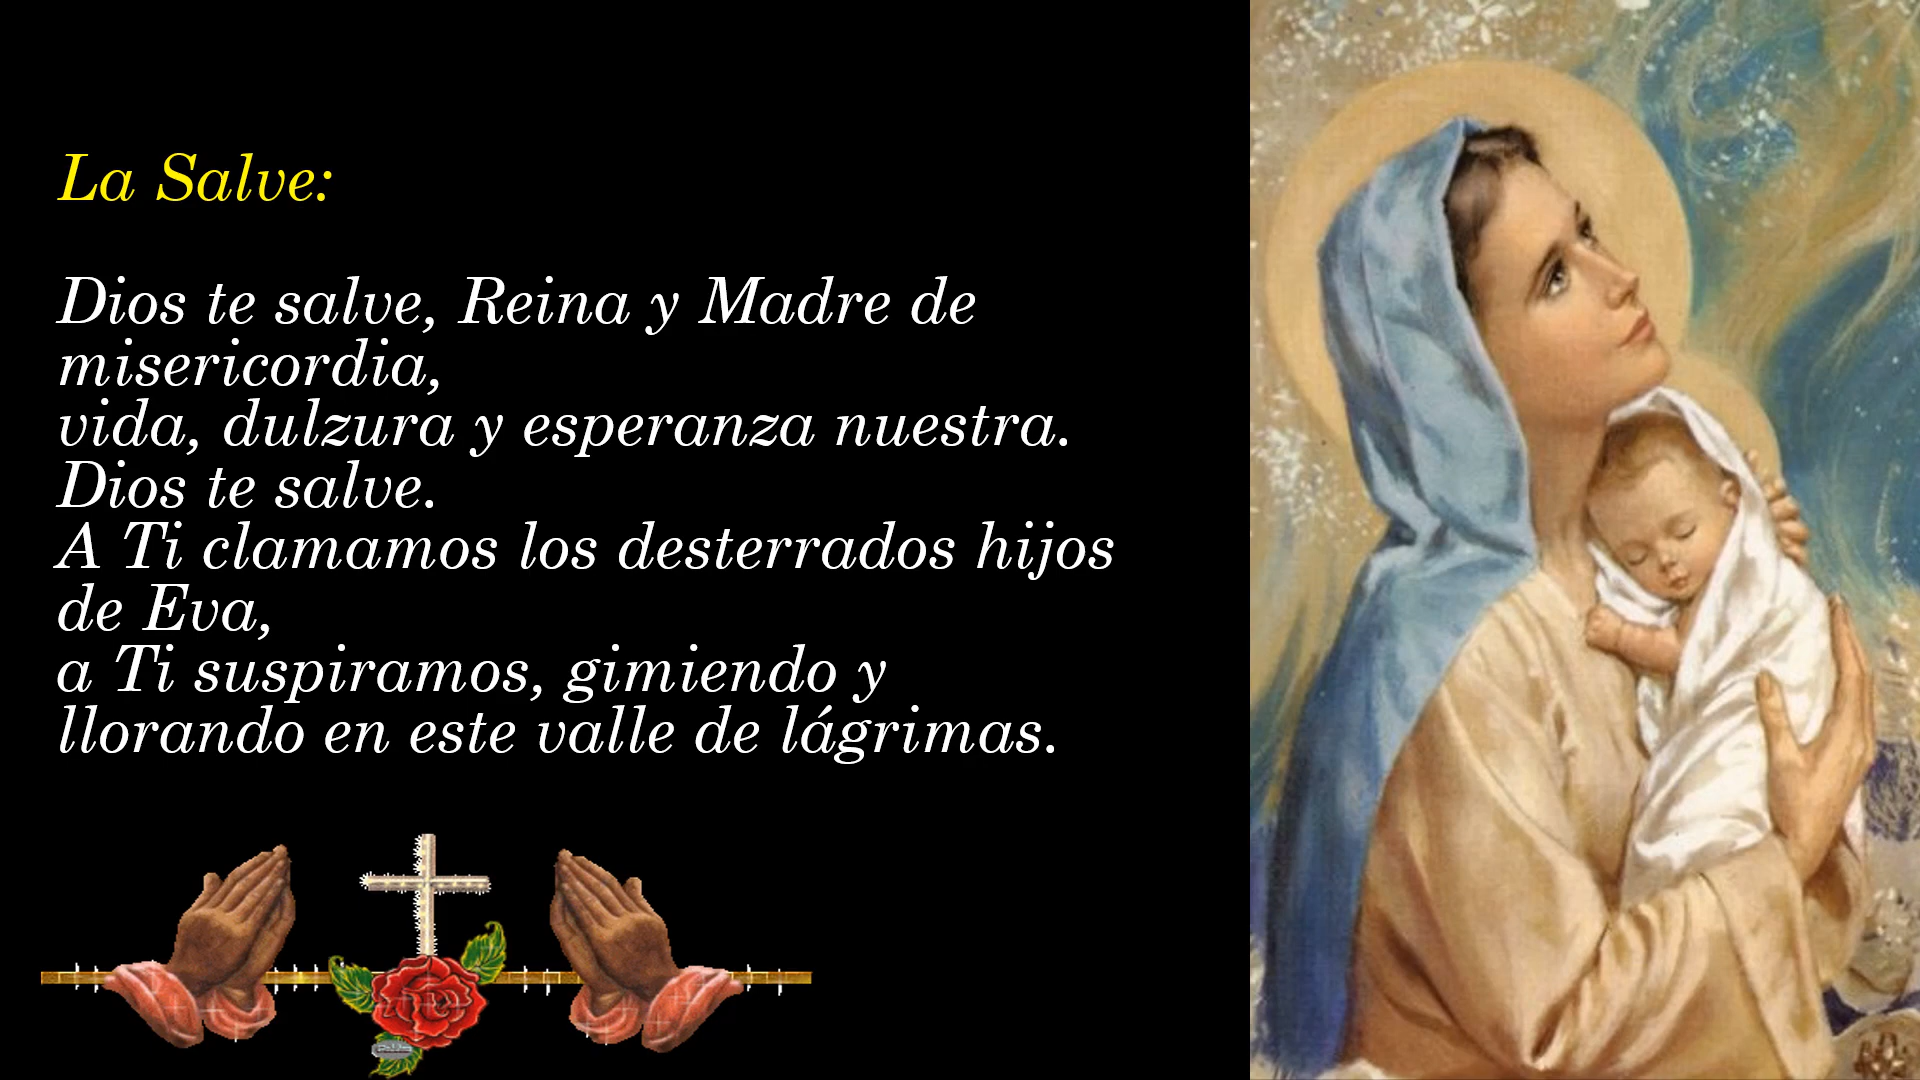 La Salve:
Dios te salve, Reina y Madre de
misericordia,
vida, dulzura y esperanza nuestra.
Dios te salve.
A Ti clamamos los desterrados hijos
de Eva,
a Ti suspiramos, gimiendo y
llorando en este valle de lágrimas.